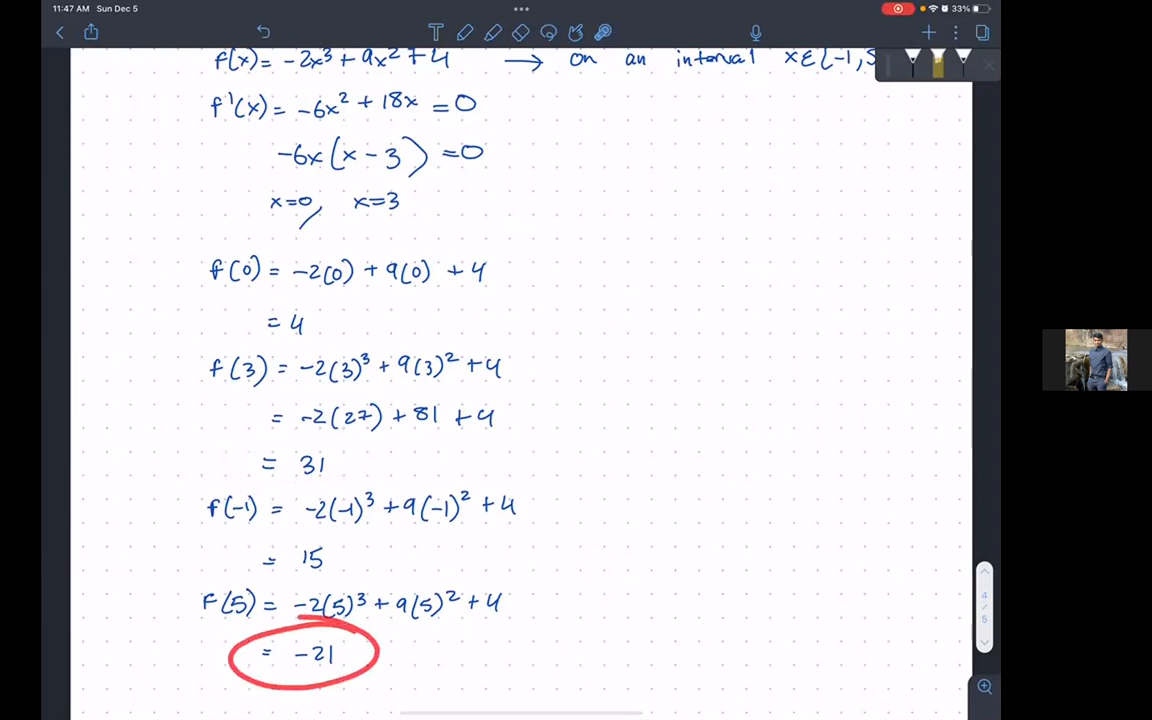 11:47 AM Sun Dec 5
33%
f(x) = -2x³ + 9x² + 4 → on an interval x∈[-1, 5
f'(x) = -6x² + 18x = 0
-6x(x - 3) = 0
x=0, x=3
f(0) = -2(0) + 9(0) + 4
= 4
f(3) = -2(3)³ + 9(3)² + 4
= -2(27) + 81 + 4
= 31
f(-1) = -2(-1)³ + 9(-1)² + 4
= 15
f(5) = -2(5)³ + 9(5)² + 4
= -21
4
/
5